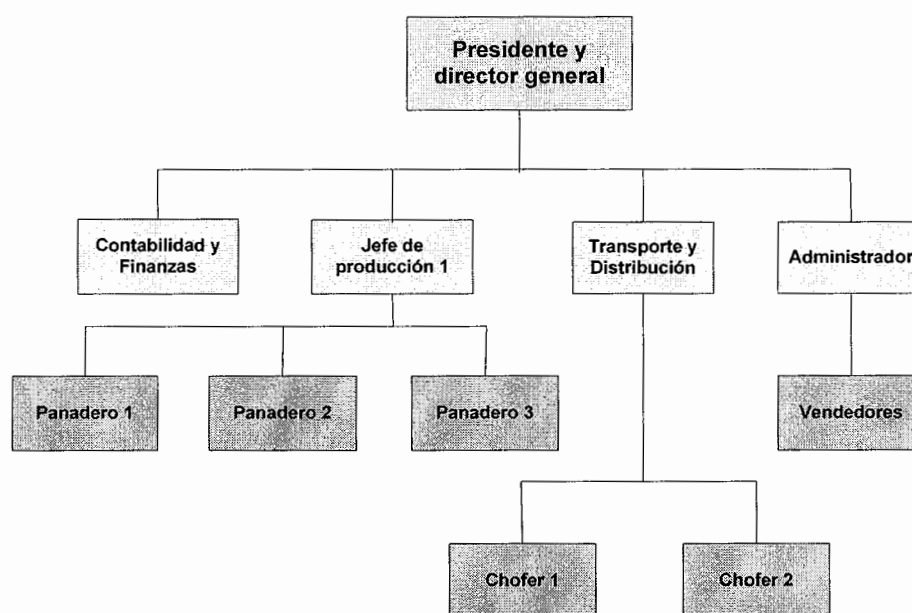 Presidente y
director general
Contabilidad y
Finanzas
Jefe de
producción 1
Transporte y
Distribución
Administrador
Panadero 1
Panadero 2
Panadero 3
Vendedores
Chofer 1
Chofer 2